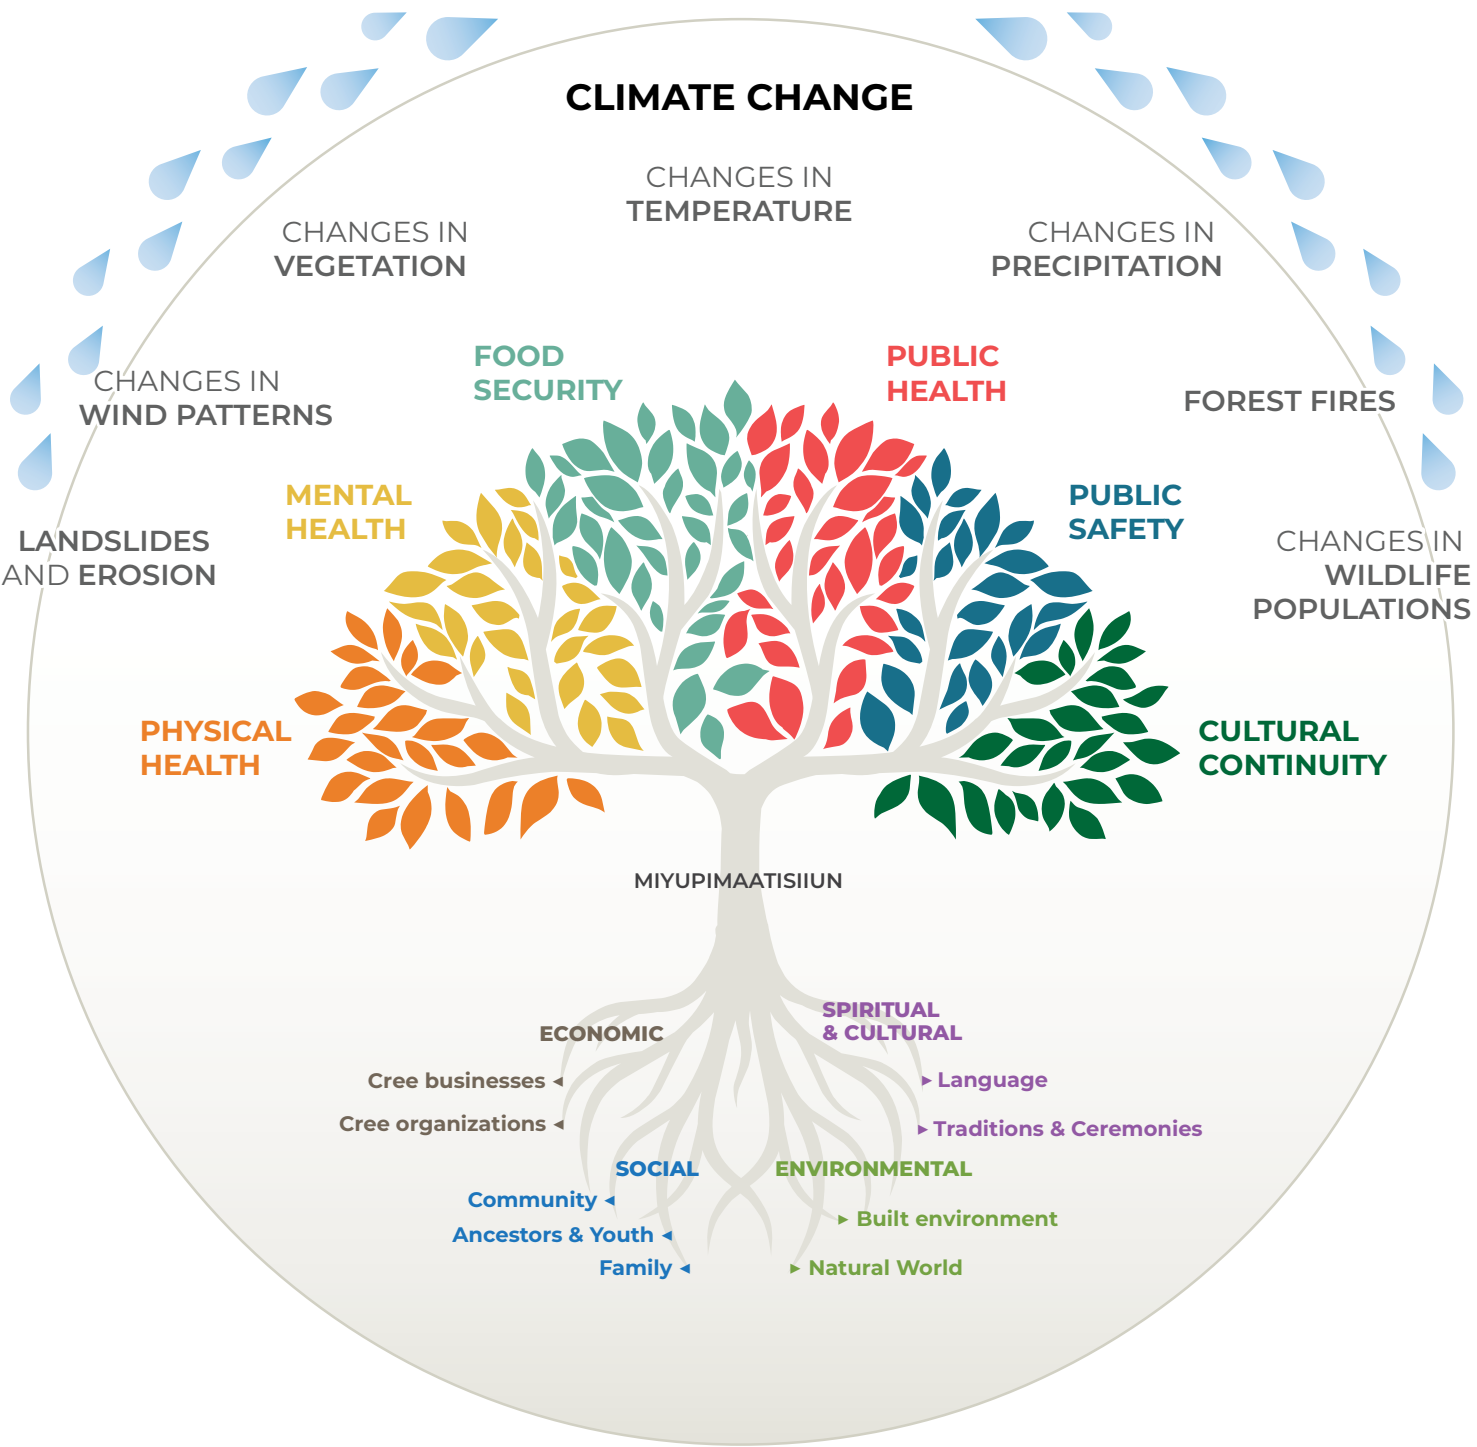 CLIMATE CHANGE
CHANGES IN
TEMPERATURE
CHANGES IN
VEGETATION
CHANGES IN
PRECIPITATION
CHANGES IN
WIND PATTERNS
FOREST FIRES
LANDSLIDES
AND EROSION
CHANGES IN
WILDLIFE
POPULATIONS
FOOD
SECURITY
PUBLIC
HEALTH
MENTAL
HEALTH
PUBLIC
SAFETY
PHYSICAL
HEALTH
CULTURAL
CONTINUITY
MIYUPIMAATISIIUN
ECONOMIC
Cree businesses
Cree organizations
SPIRITUAL
& CULTURAL
Language
Traditions & Ceremonies
SOCIAL
Community
Ancestors & Youth
Family
ENVIRONMENTAL
Built environment
Natural World